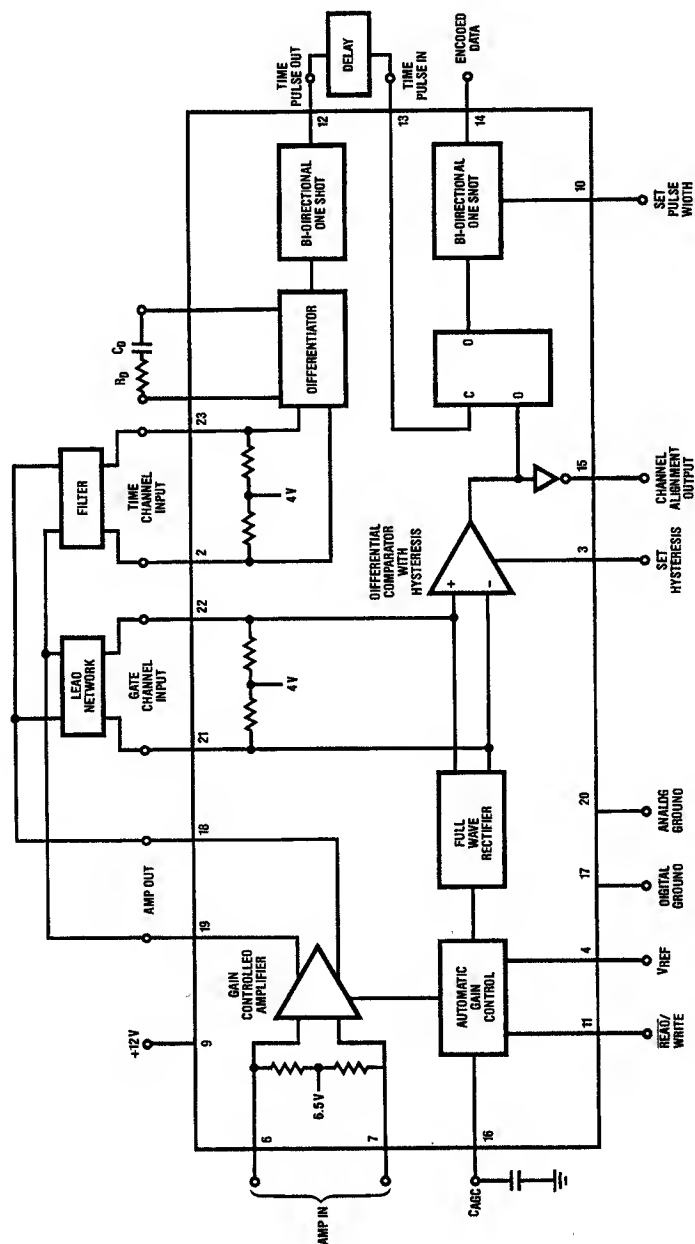 +12V
9
AMP IN
6
7
6.5V
GAIN
CONTROLLED
AMPLIFIER
19
AMP OUT
18
LEAO
NETWORK
GATE
CHANNEL
INPUT
21
22
4V
FILTER
TIME
CHANNEL
INPUT
2
23
4V
RD
CD
DIFFERENTIATOR
BI-DIRECTIONAL
ONE SHOT
12
TIME
PULSE OUT
DELAY
TIME
PULSE IN
13
CAGC
16
AUTOMATIC
GAIN
CONTROL
FULL
WAVE
RECTIFIER
DIFFERENTIAL
COMPARATOR
WITH
HYSTERESIS
+
−
C
O
O
BI-DIRECTIONAL
ONE SHOT
14
ENCOOED
DATA
11
READ/
WRITE
4
VREF
17
DIGITAL
GROUND
20
ANALOG
GROUND
3
SET
HYSTERESIS
15
CHANNEL
ALIGNMENT
OUTPUT
10
SET
PULSE
WIOTH